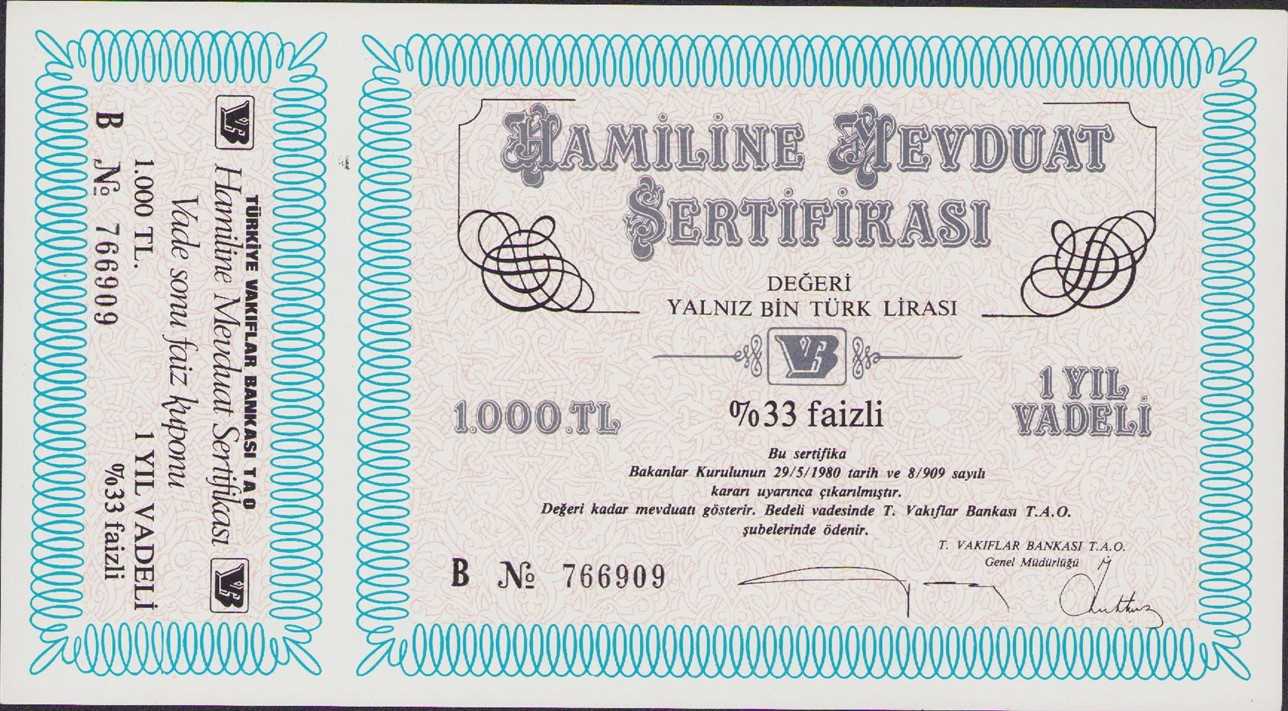 TÜRKİYE VAKIFLAR BANKASI T A O
VB Hamiline Mevduat Sertifikası VB
Vade sonu faiz kuponu
1.000 TL. 1 YIL VADELİ
B № 766909 %33 faizli
HAMİLİNE MEVDUAT
SERTİFİKASI
DEĞERİ
YALNIZ BİN TÜRK LİRASI
VB
1.000.TL
%33 faizli
1 YIL
VADELİ
Bu sertifika
Bakanlar Kurulunun 29/5/1980 tarih ve 8/909 sayılı
kararı uyarınca çıkarılmıştır.
Değeri kadar mevduatı gösterir. Bedeli vadesinde T. Vakıflar Bankası T.A.O.
şubelerinde ödenir.
T. VAKIFLAR BANKASI T.A.O.
Genel Müdürlüğü
B № 766909